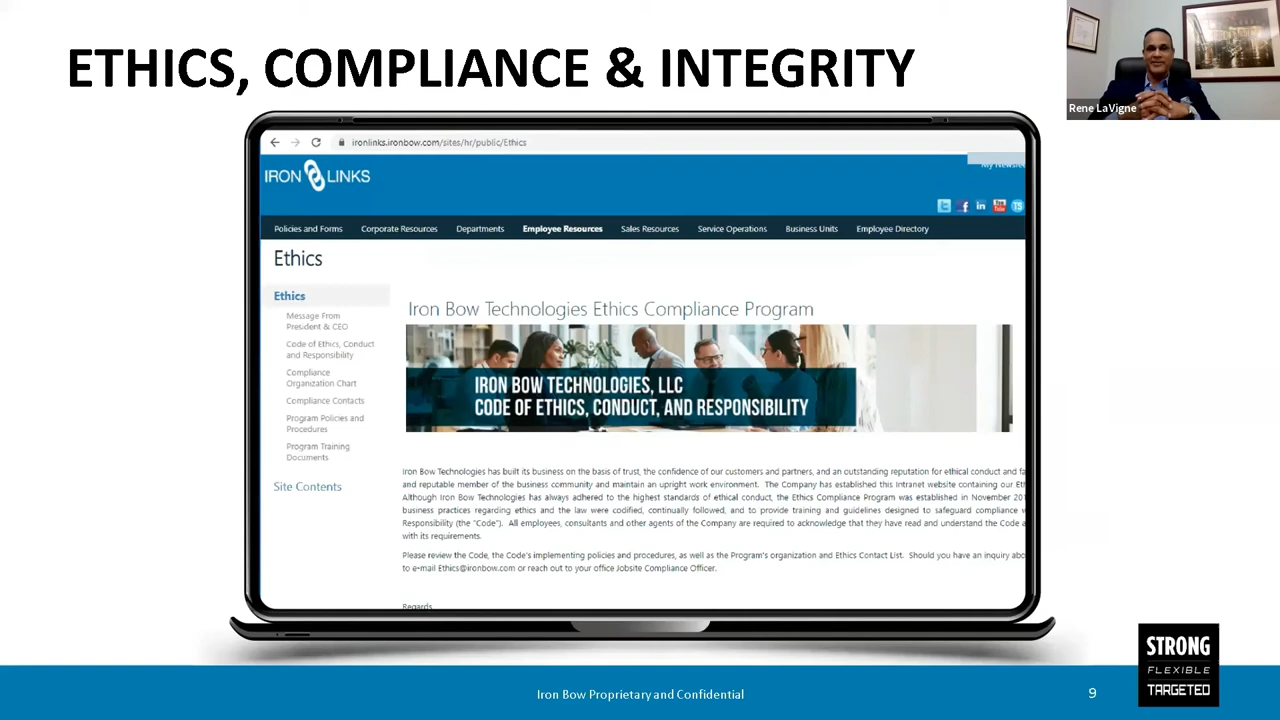 ETHICS, COMPLIANCE & INTEGRITY
Rene LaVigne
ironlinks.ironbow.com/sites/hr/public/Ethics
IRON LINKS
Policies and Forms Corporate Resources Departments Employee Resources Sales Resources Service Operations Business Units Employee Directory
Ethics
Ethics
Message From
President & CEO
Code of Ethics, Conduct
and Responsibility
Compliance
Organization Chart
Compliance Contacts
Program Policies and
Procedures
Program Training
Documents
Site Contents
Iron Bow Technologies Ethics Compliance Program
IRON BOW TECHNOLOGIES, LLC
CODE OF ETHICS, CONDUCT, AND RESPONSIBILITY
Iron Bow Technologies has built its business on the basis of trust, the confidence of our customers and partners, and an outstanding reputation for ethical conduct and
and reputable member of the business community and maintain an upright work environment. The Company has established this Intranet website containing our
Although Iron Bow Technologies has always adhered to the highest standards of ethical conduct, the Ethics Compliance Program was established in November
business practices regarding ethics and the law were codified, continually followed, and to provide training and guidelines designed to safeguard compliance
Responsibility (the "Code"). All employees, consultants and other agents of the Company are required to acknowledge that they have read and understand the Code
with its requirements.
Please review the Code, the Code's implementing policies and procedures, as well as the Program's organization and Ethics Contact List. Should you have an inquiry
to e-mail Ethics@ironbow.com or reach out to your office Jobsite Compliance Officer.
Regards
STRONG
FLEXIBLE
TARGETED
Iron Bow Proprietary and Confidential
9